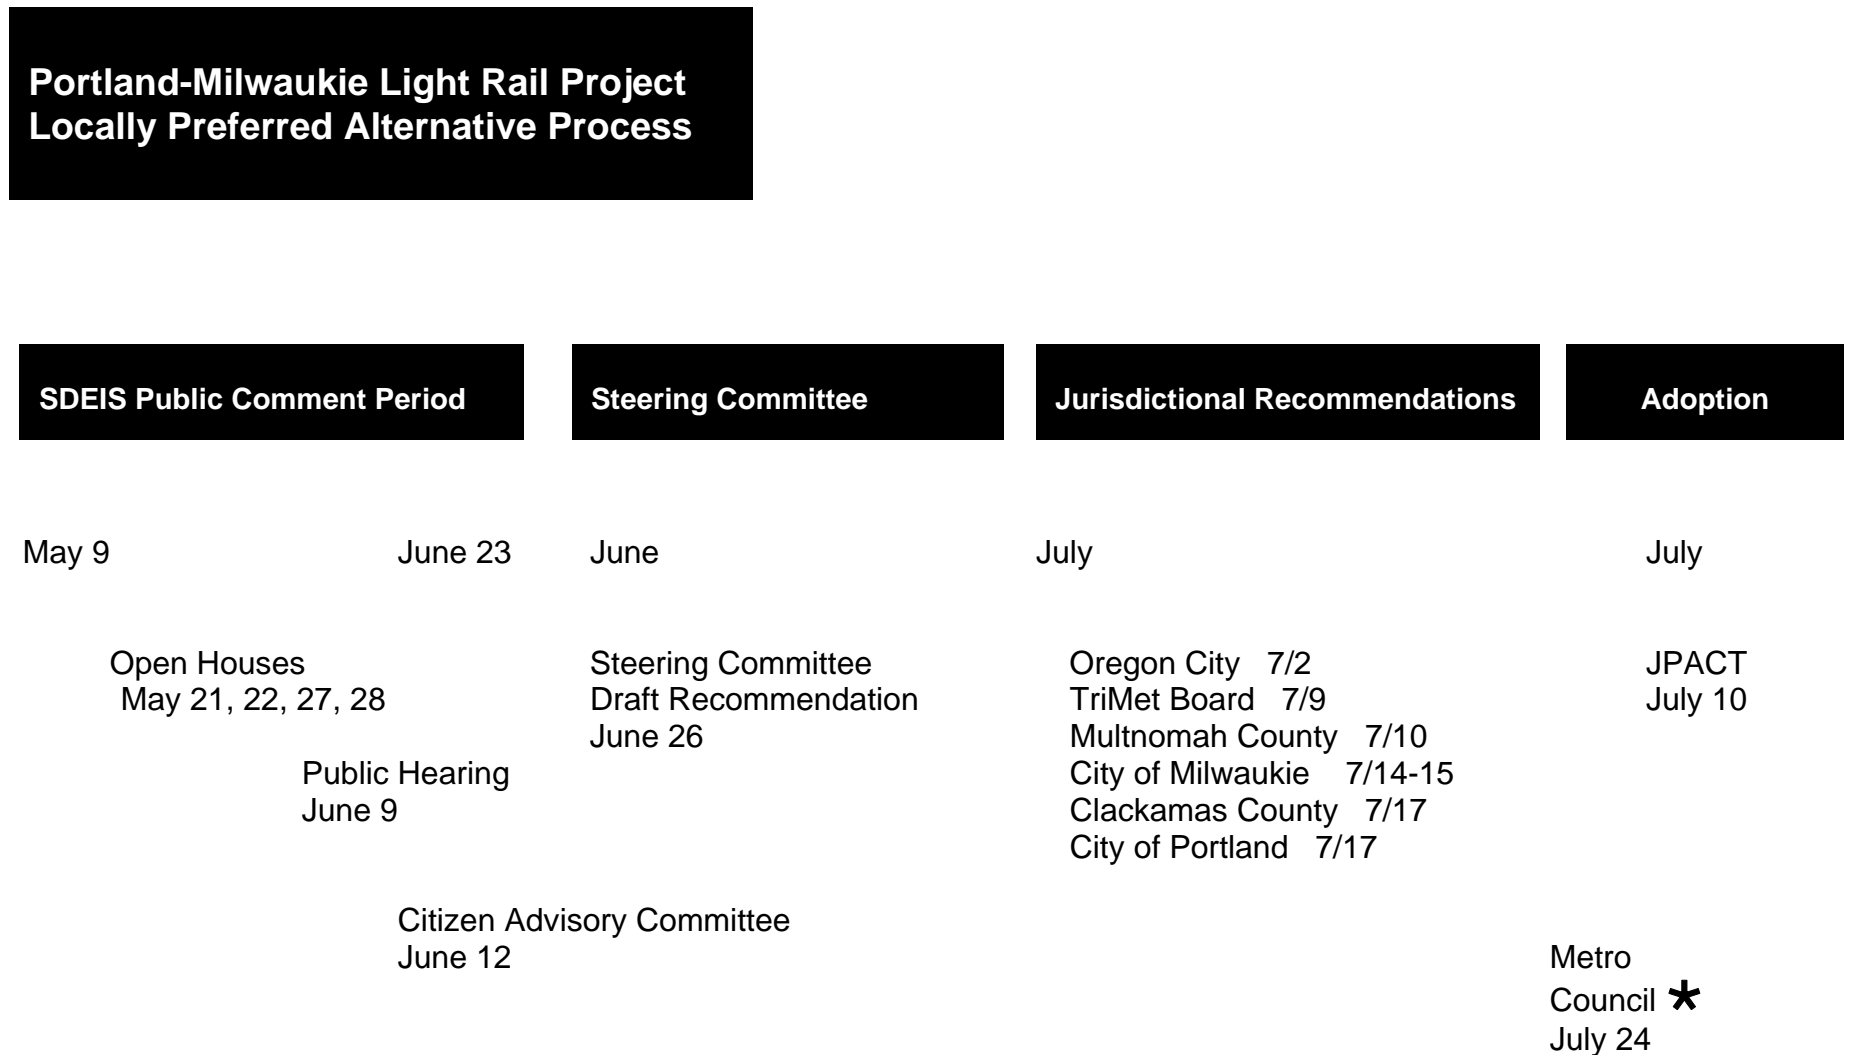 Portland-Milwaukie Light Rail Project
Locally Preferred Alternative Process
SDEIS Public Comment Period
Steering Committee
Jurisdictional Recommendations
Adoption
May 9
June 23
June
July
July
Open Houses
May 21, 22, 27, 28
Public Hearing
June 9
Citizen Advisory Committee
June 12
Steering Committee
Draft Recommendation
June 26
Oregon City 7/2
TriMet Board 7/9
Multnomah County 7/10
City of Milwaukie 7/14-15
Clackamas County 7/17
City of Portland 7/17
JPACT
July 10
Metro
Council *
July 24